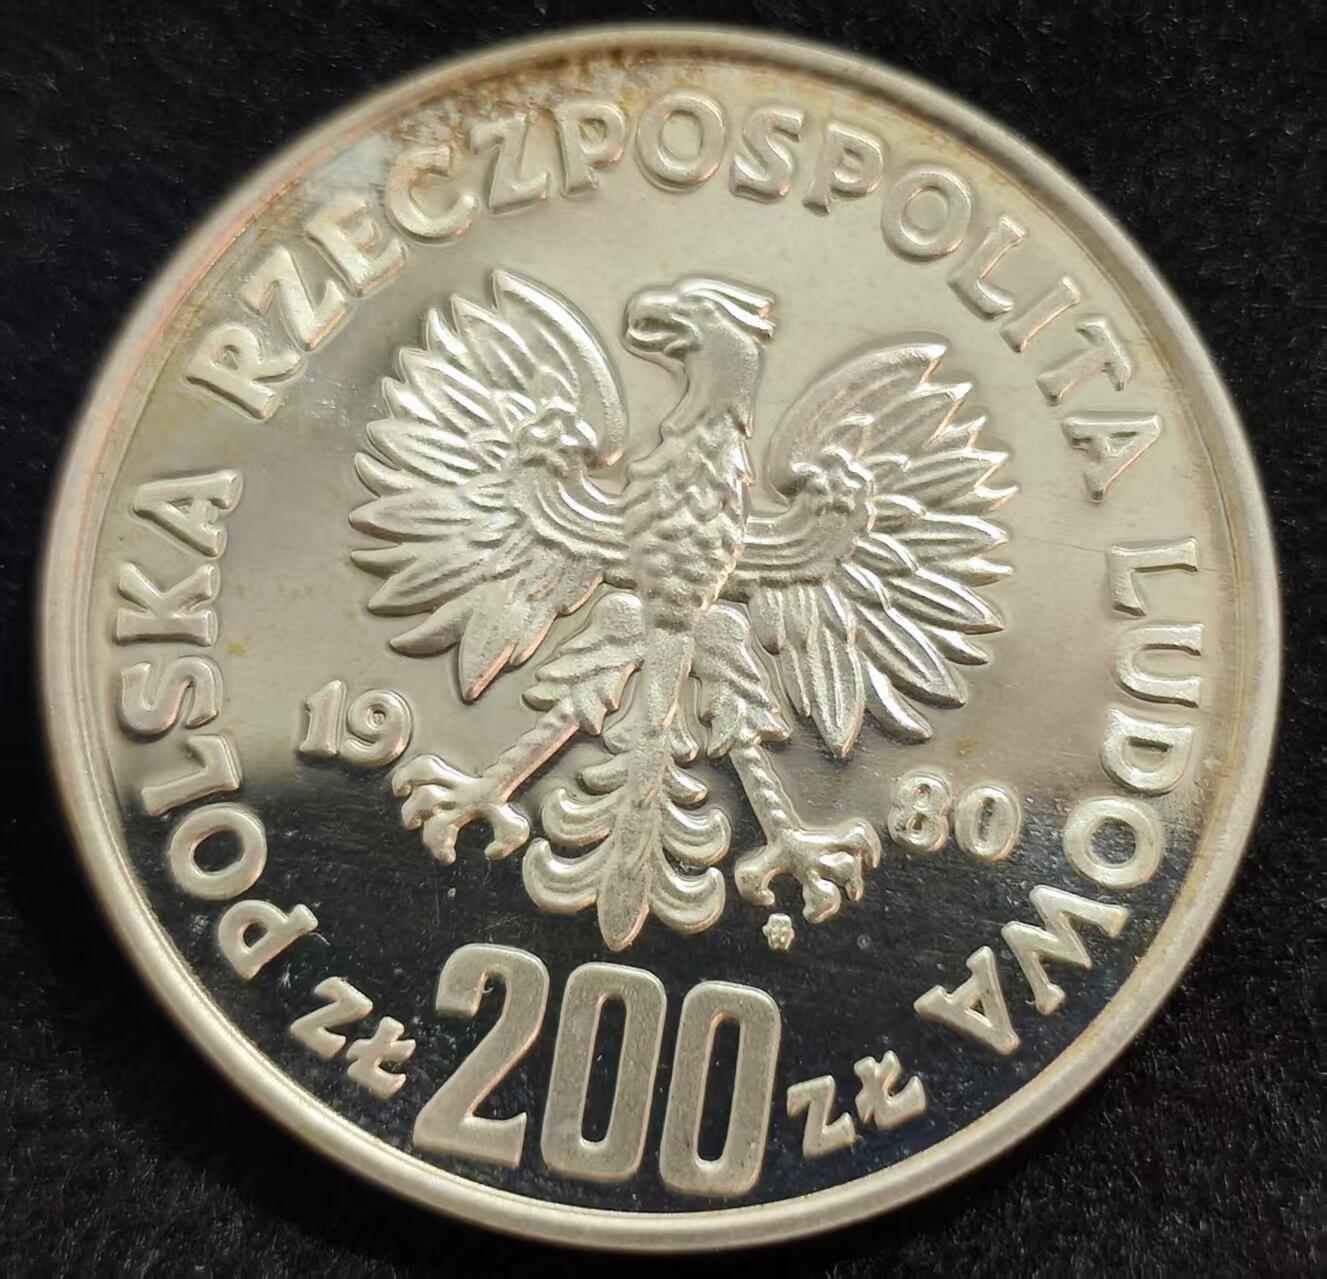 POLSKA RZECZPOSPOLITA LUDOWA
19 80
ZŁ 200 ZŁ